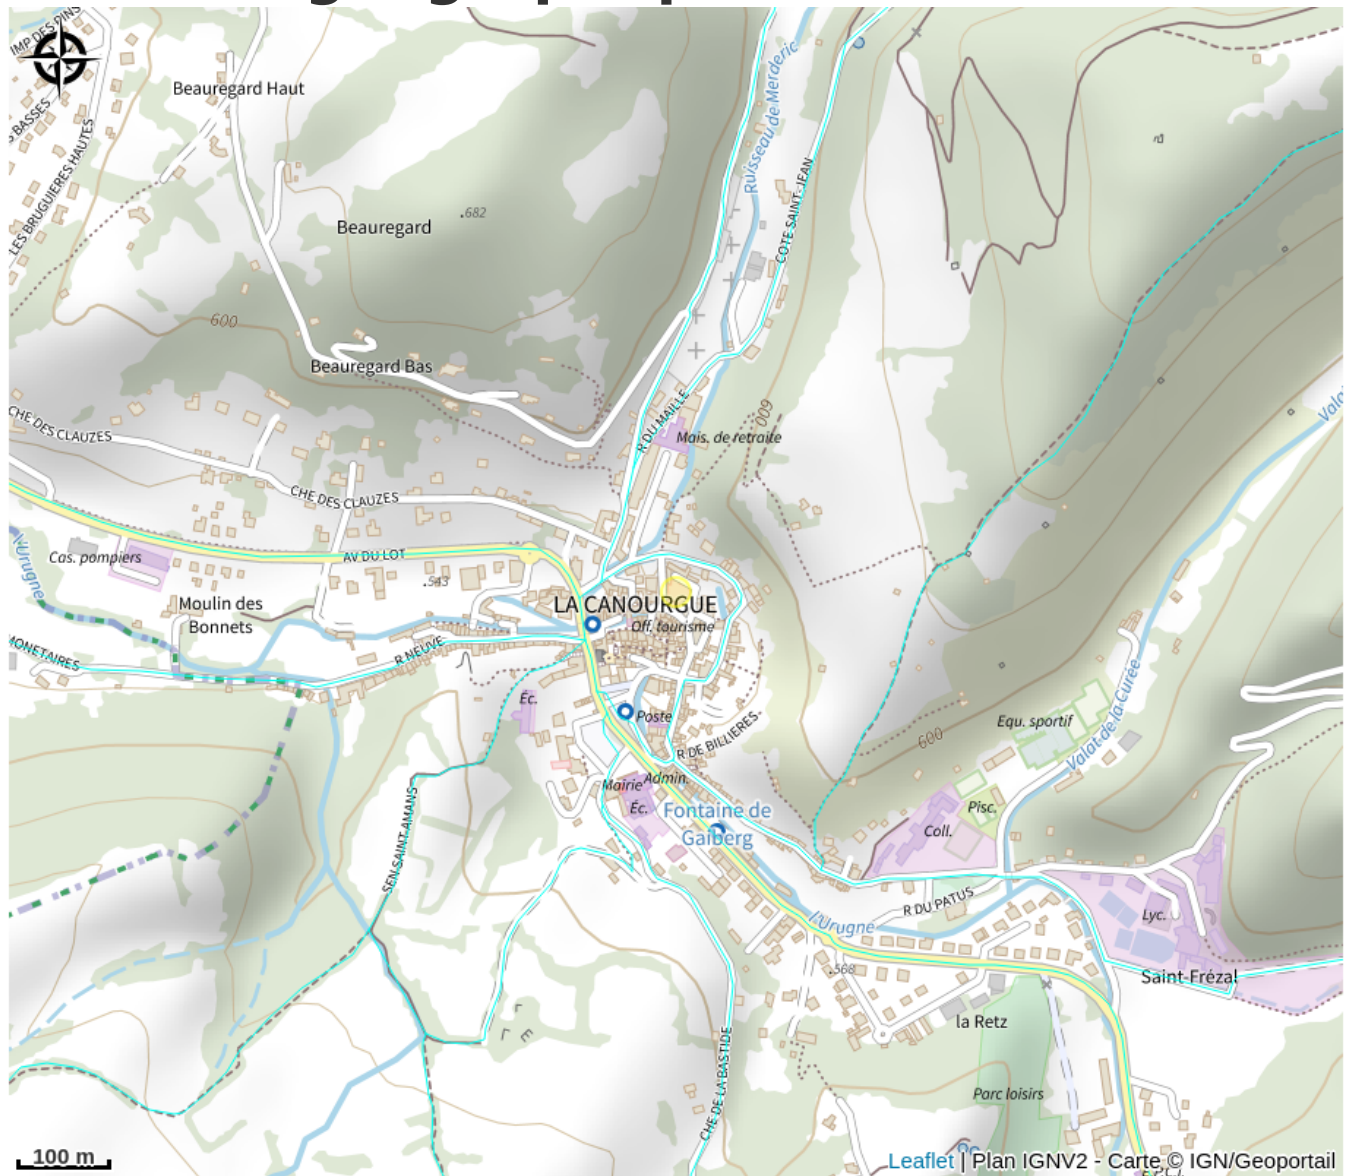 IMP DES PINS
BASSES
LES BRUGUIERES HAUTES
Beauregard Haut
Ruisseau de Merderic
COTE SAINT-JEAN
Beauregard
.682
600
Beauregard Bas
CHE DES CLAUZES
R DU MAILLE
600
Mais. de retraite
CHE DES CLAUZES
Cas. pompiers
AV DU LOT
.543
l'Urugne
Moulin des
Bonnets
LA CANOURGUE
Off. tourisme
MONETAIRES
R NEUVE
Éc.
Poste
R DE BILLIERES
Equ. sportif
600
Valat de la Curée
Mairie
Admin.
Éc.
Fontaine de
Gaiberg
Pisc.
Coll.
SEN SAINT-AMANS
R DU PATUS
l'Urugne
Lyc.
.568
Saint-Frézal
la Retz
CHE DE LA BASTIDE
Parc loisirs
100 m
Leaflet | Plan IGNV2 - Carte © IGN/Geoportail